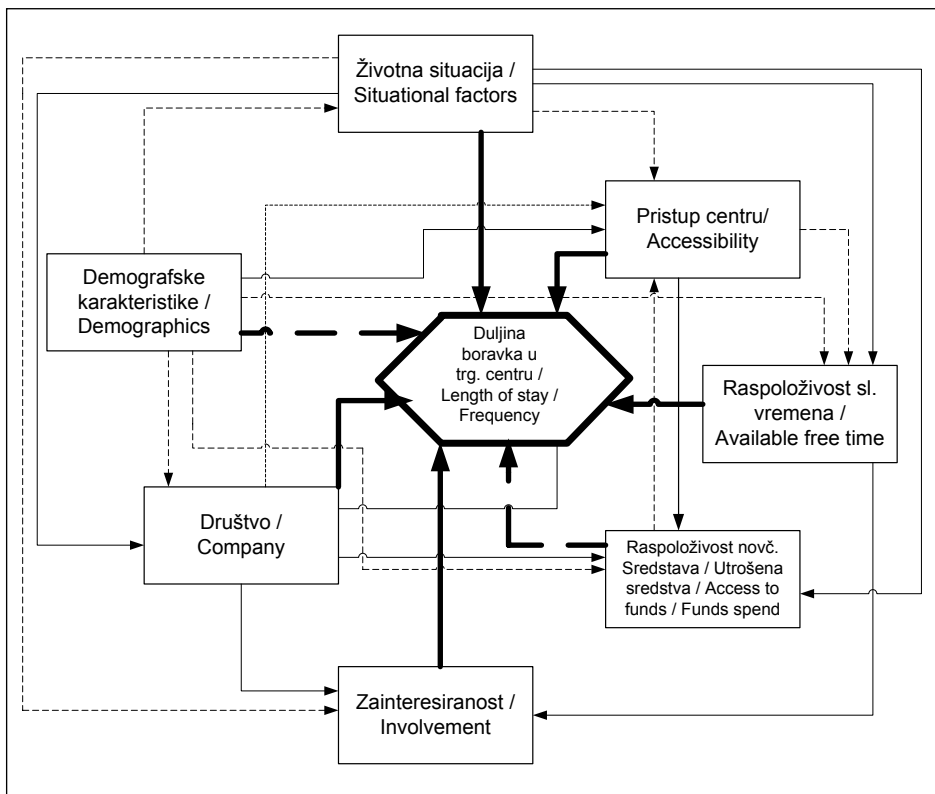 Životna situacija /
Situational factors
Pristup centru/
Accessibility
Demografske
karakteristike /
Demographics
Duljina
boravka u
trg. centru /
Length of stay /
Frequency
Raspoloživost sl.
vremena /
Available free time
Društvo /
Company
Raspoloživost novč.
Sredstava / Utrošena
sredstva / Access to
funds / Funds spend
Zainteresiranost /
Involvement